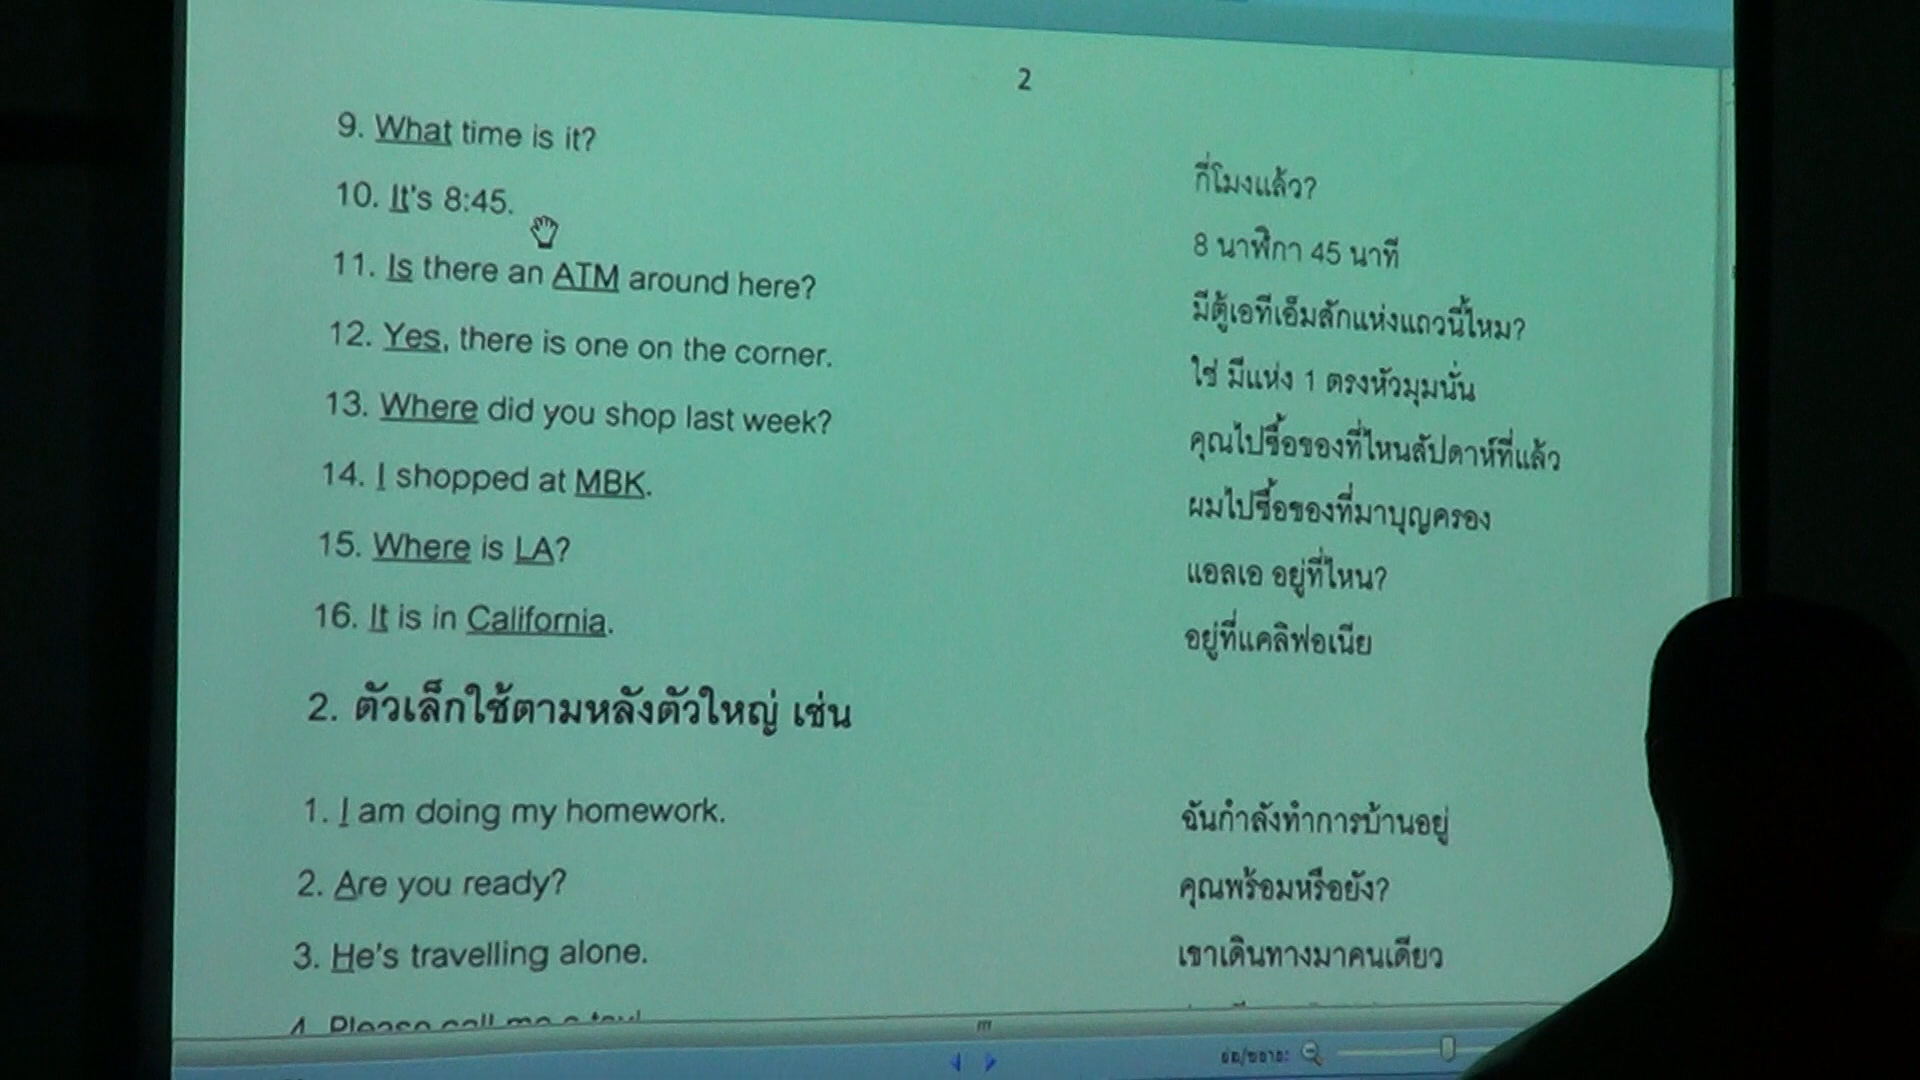 2
9. What time is it?
กี่โมงแล้ว?
10. It's 8:45.
8 นาฬิกา 45 นาที
11. Is there an ATM around here?
มีตู้เอทีเอ็มสักแห่งแถวนี้ไหม?
12. Yes, there is one on the corner.
ใช่ มีแห่ง 1 ตรงหัวมุมนั่น
13. Where did you shop last week?
คุณไปซื้อของที่ไหนสัปดาห์ที่แล้ว
14. I shopped at MBK.
ผมไปซื้อของที่มาบุญครอง
15. Where is LA?
แอลเอ อยู่ที่ไหน?
16. It is in California.
อยู่ที่แคลิฟอเนีย
2. ตัวเล็กใช้ตามหลังตัวใหญ่ เช่น
1. I am doing my homework.
ฉันกำลังทำการบ้านอยู่
2. Are you ready?
คุณพร้อมหรือยัง?
3. He's travelling alone.
เขาเดินทางมาคนเดียว
4. Please call me a taxi
ย่อ/ขยาย: